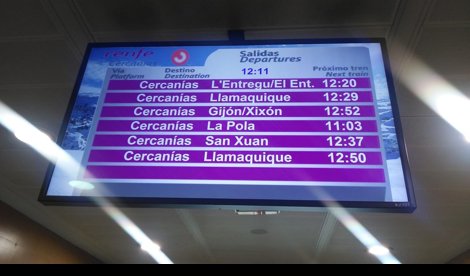 renfe
Cercanías
Salidas
Departures
Vía
Platform
Destino
Destination
12:11
Próximo tren
Next train
Cercanías L'Entregu/El Ent. 12:20
Cercanías Llamaquique 12:29
Cercanías Gijón/Xixón 12:52
Cercanías La Pola 11:03
Cercanías San Xuan 12:37
Cercanías Llamaquique 12:50